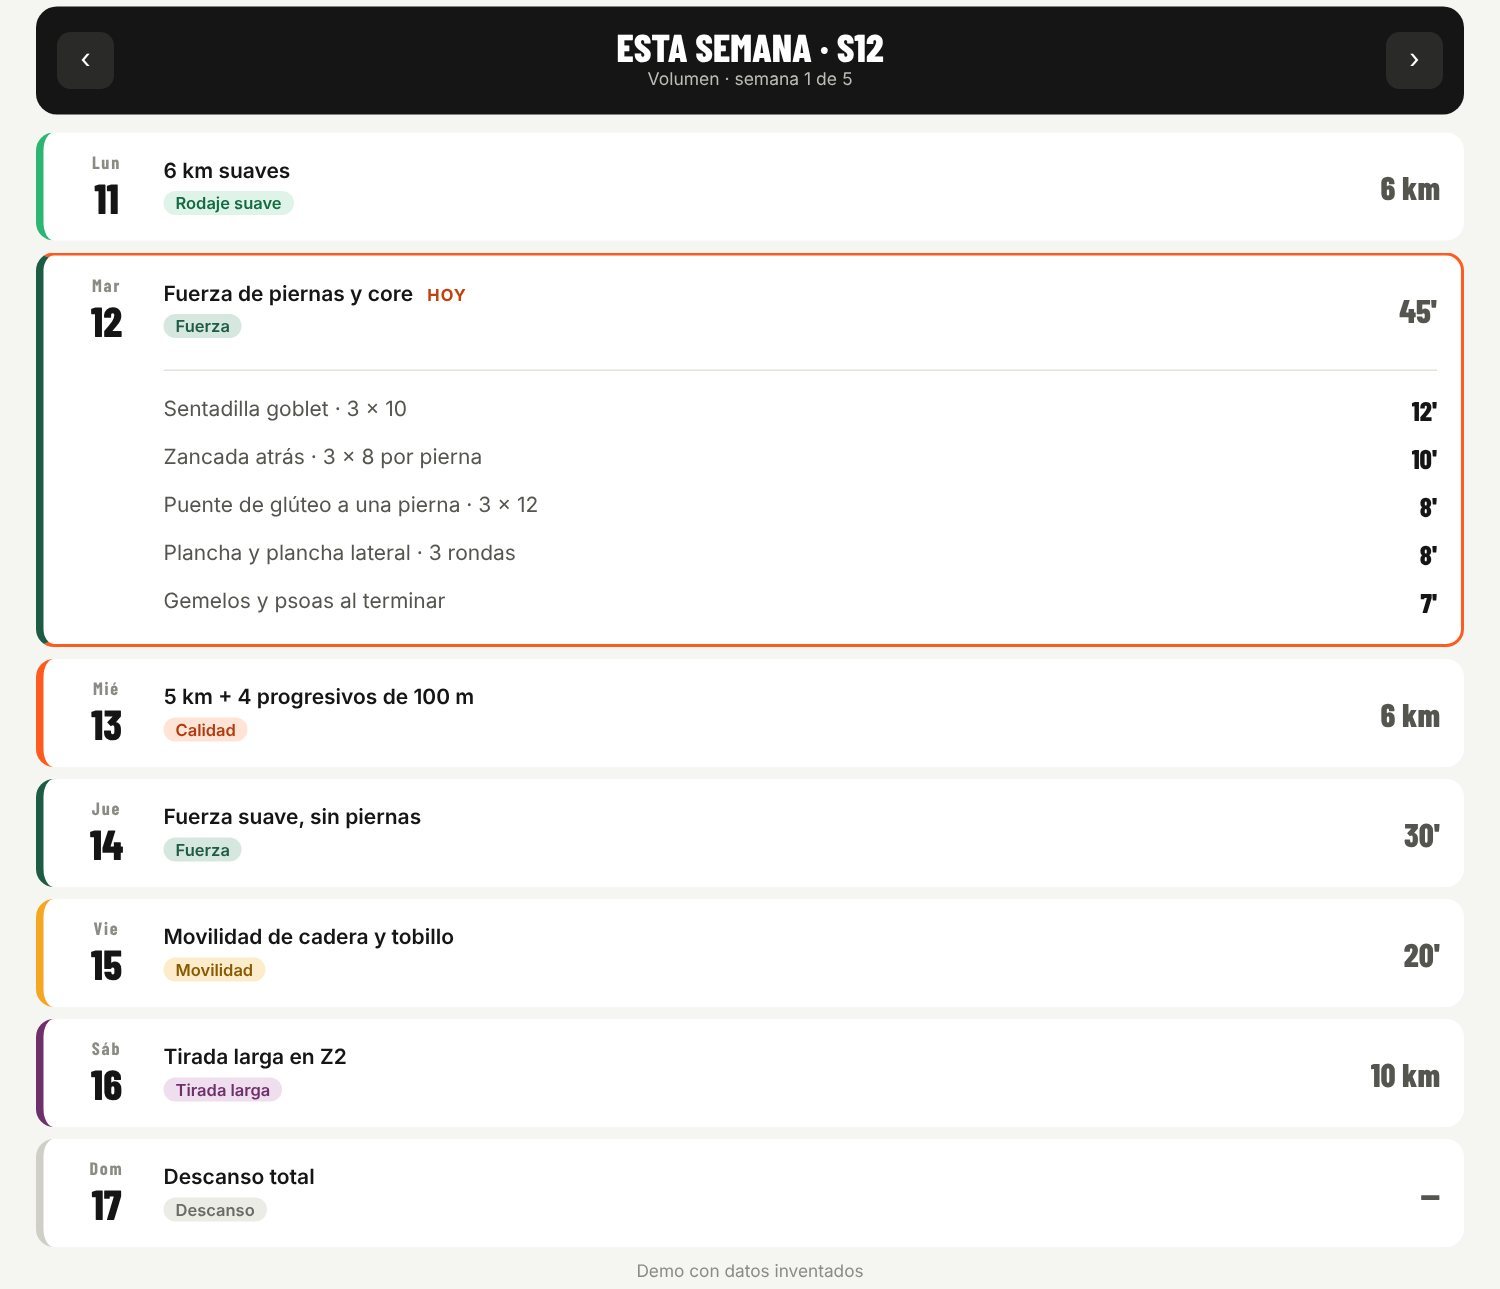 ‹
ESTA SEMANA · S12
Volumen · semana 1 de 5
›
Lun
11
6 km suaves
Rodaje suave
6 km
Mar
12
Fuerza de piernas y core HOY
Fuerza
45'
Sentadilla goblet · 3 × 10 12'
Zancada atrás · 3 × 8 por pierna 10'
Puente de glúteo a una pierna · 3 × 12 8'
Plancha y plancha lateral · 3 rondas 8'
Gemelos y psoas al terminar 7'
Mié
13
5 km + 4 progresivos de 100 m
Calidad
6 km
Jue
14
Fuerza suave, sin piernas
Fuerza
30'
Vie
15
Movilidad de cadera y tobillo
Movilidad
20'
Sáb
16
Tirada larga en Z2
Tirada larga
10 km
Dom
17
Descanso total
Descanso
–
Demo con datos inventados